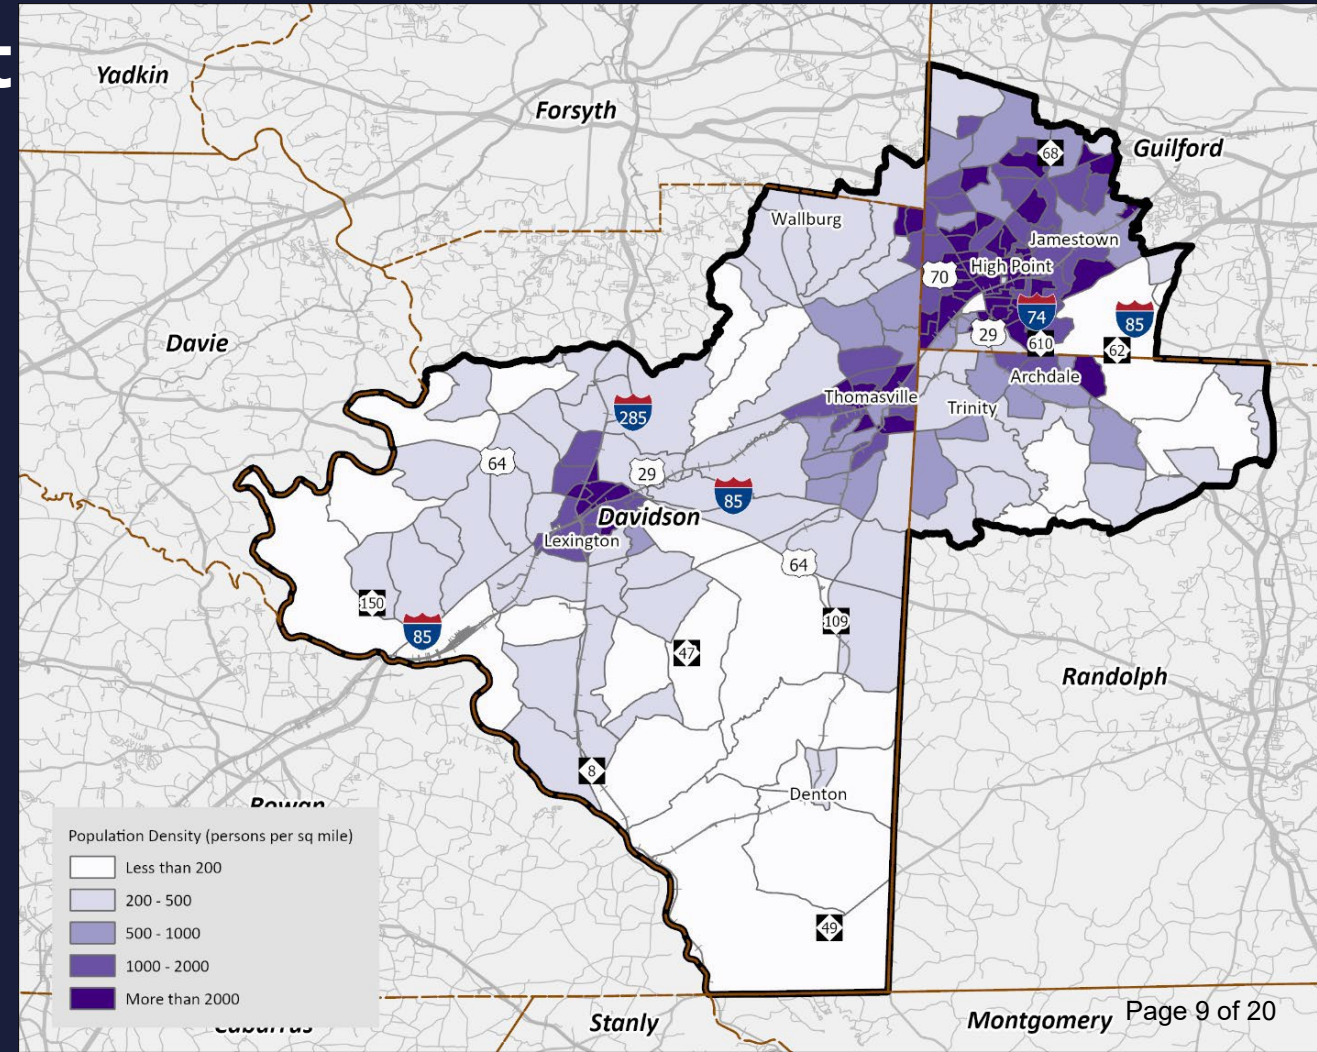 Yadkin
Forsyth
Guilford
68
Wallburg
Jamestown
High Point
70
74
85
29
610
62
Davie
Archdale
Thomasville
Trinity
285
64
29
85
Davidson
Lexington
64
150
85
109
47
Randolph
8
Denton
Rowan
Population Density (persons per sq mile)
Less than 200
200 - 500
500 - 1000
1000 - 2000
More than 2000
49
Cabarrus
Stanly
Montgomery
Page 9 of 20